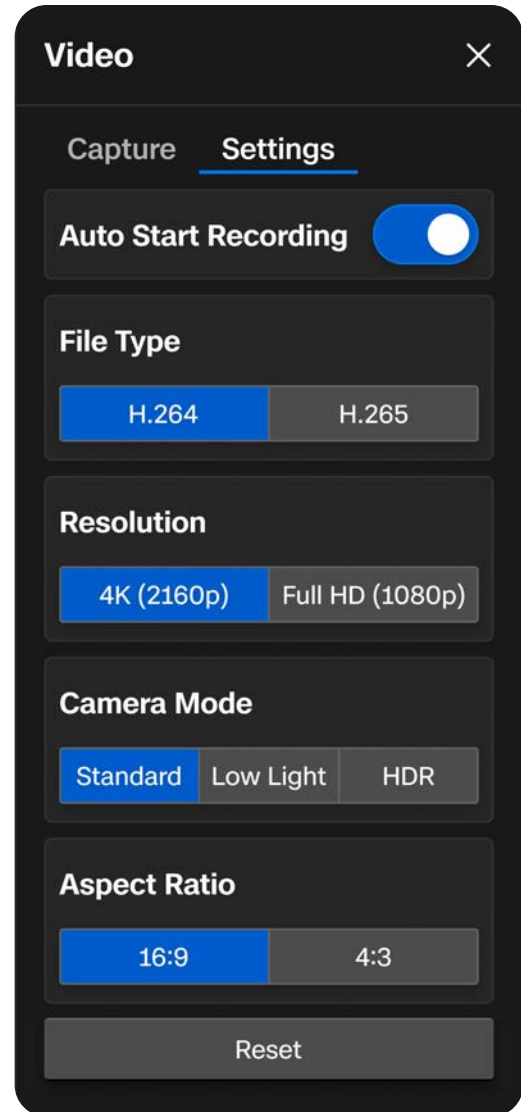 Video
Capture Settings
Auto Start Recording
File Type
H.264 H.265
Resolution
4K (2160p) Full HD (1080p)
Camera Mode
Standard Low Light HDR
Aspect Ratio
16:9 4:3
Reset